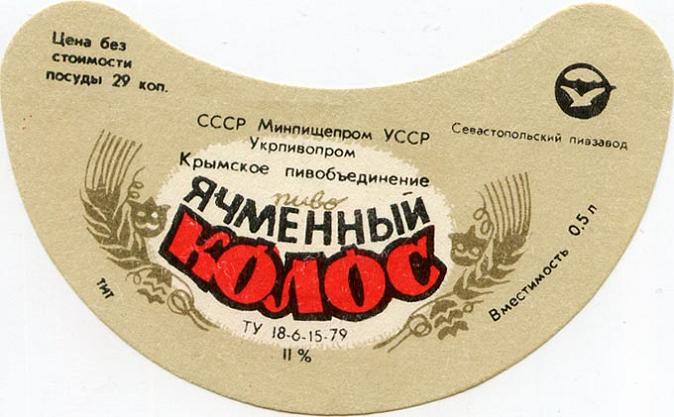 Цена без
стоимости
посуды 29 коп.
СССР Минпищепром УССР
Укрпивопром
Крымское пивобъединение
Севастопольский пивзавод
пиво
ЯЧМЕННЫЙ
КОЛОС
ТУ 18-6-15-79
11%
тит
Вместимость 0,5 л